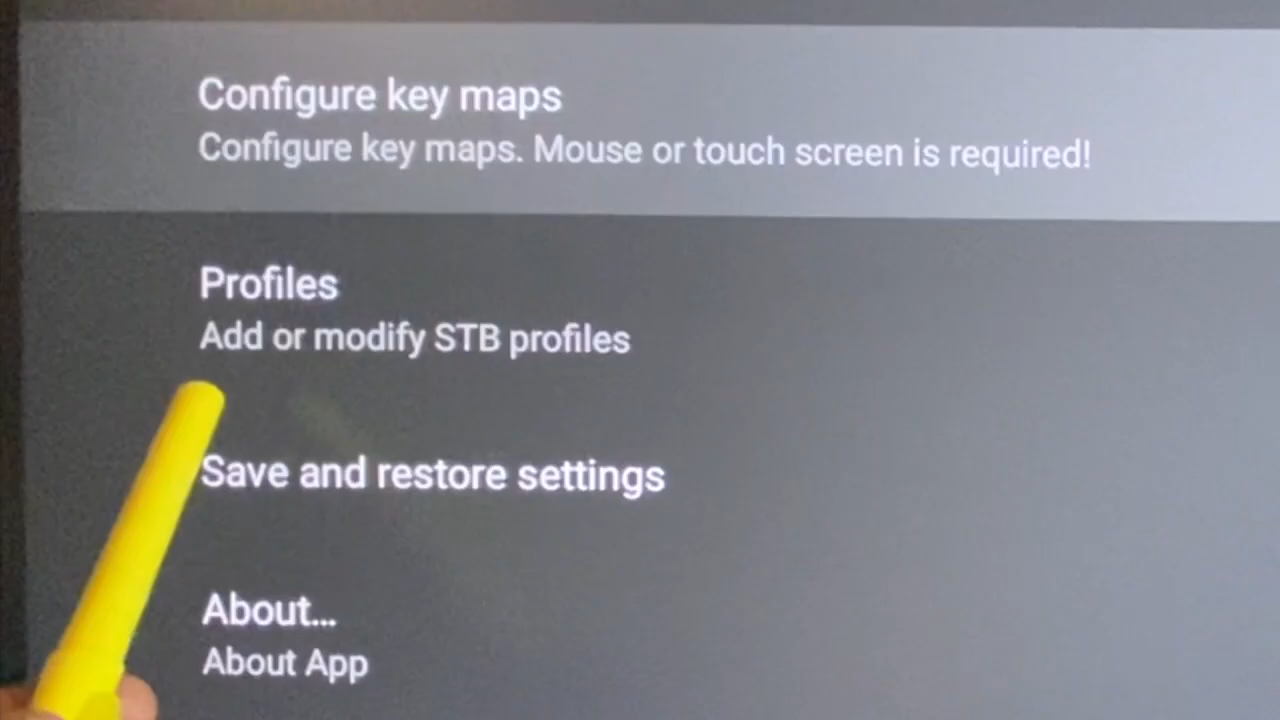 Configure key maps
Configure key maps. Mouse or touch screen is required!
Profiles
Add or modify STB profiles
Save and restore settings
About...
About App